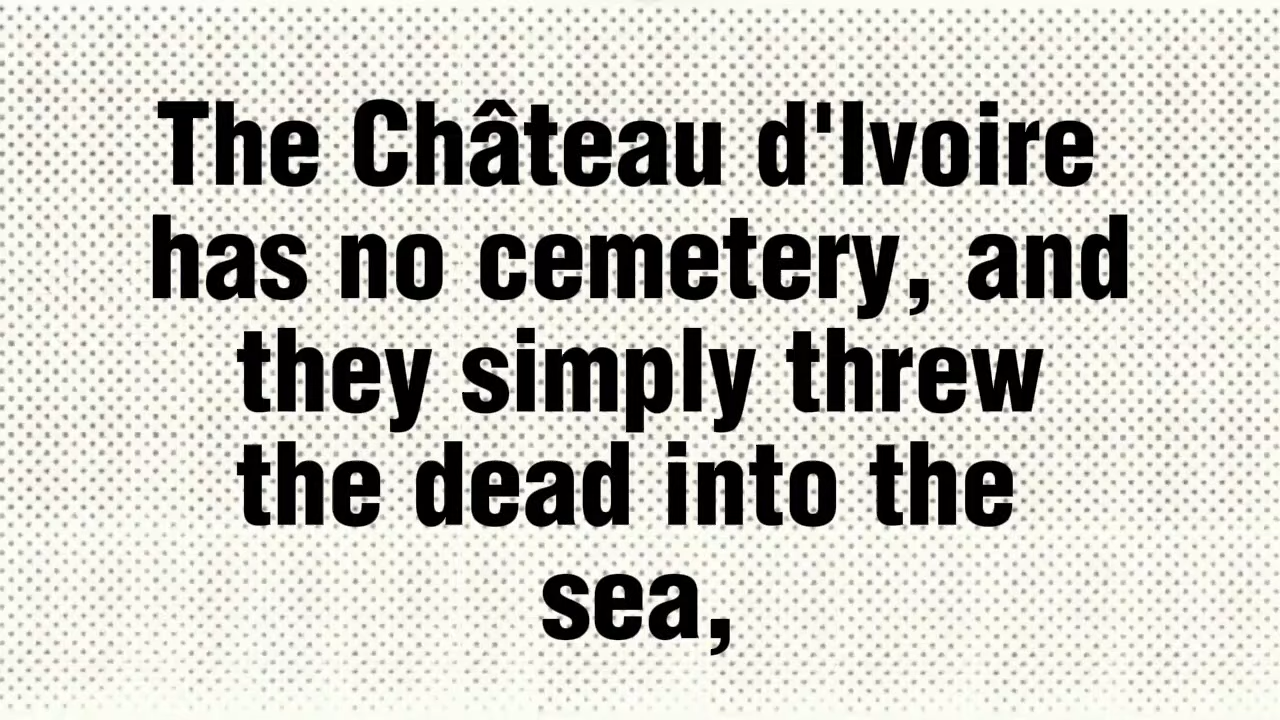 The Château d'Ivoire
has no cemetery, and
they simply threw
the dead into the
sea,